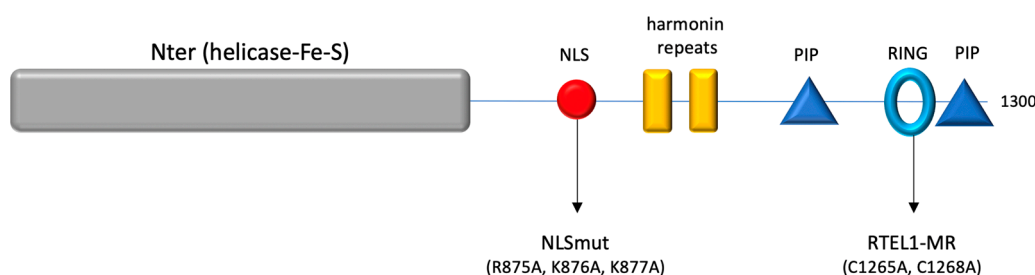 Nter (helicase-Fe-S)
NLS
harmonin
repeats
PIP
RING
PIP
1300
NLSmut
(R875A, K876A, K877A)
RTEL1-MR
(C1265A, C1268A)